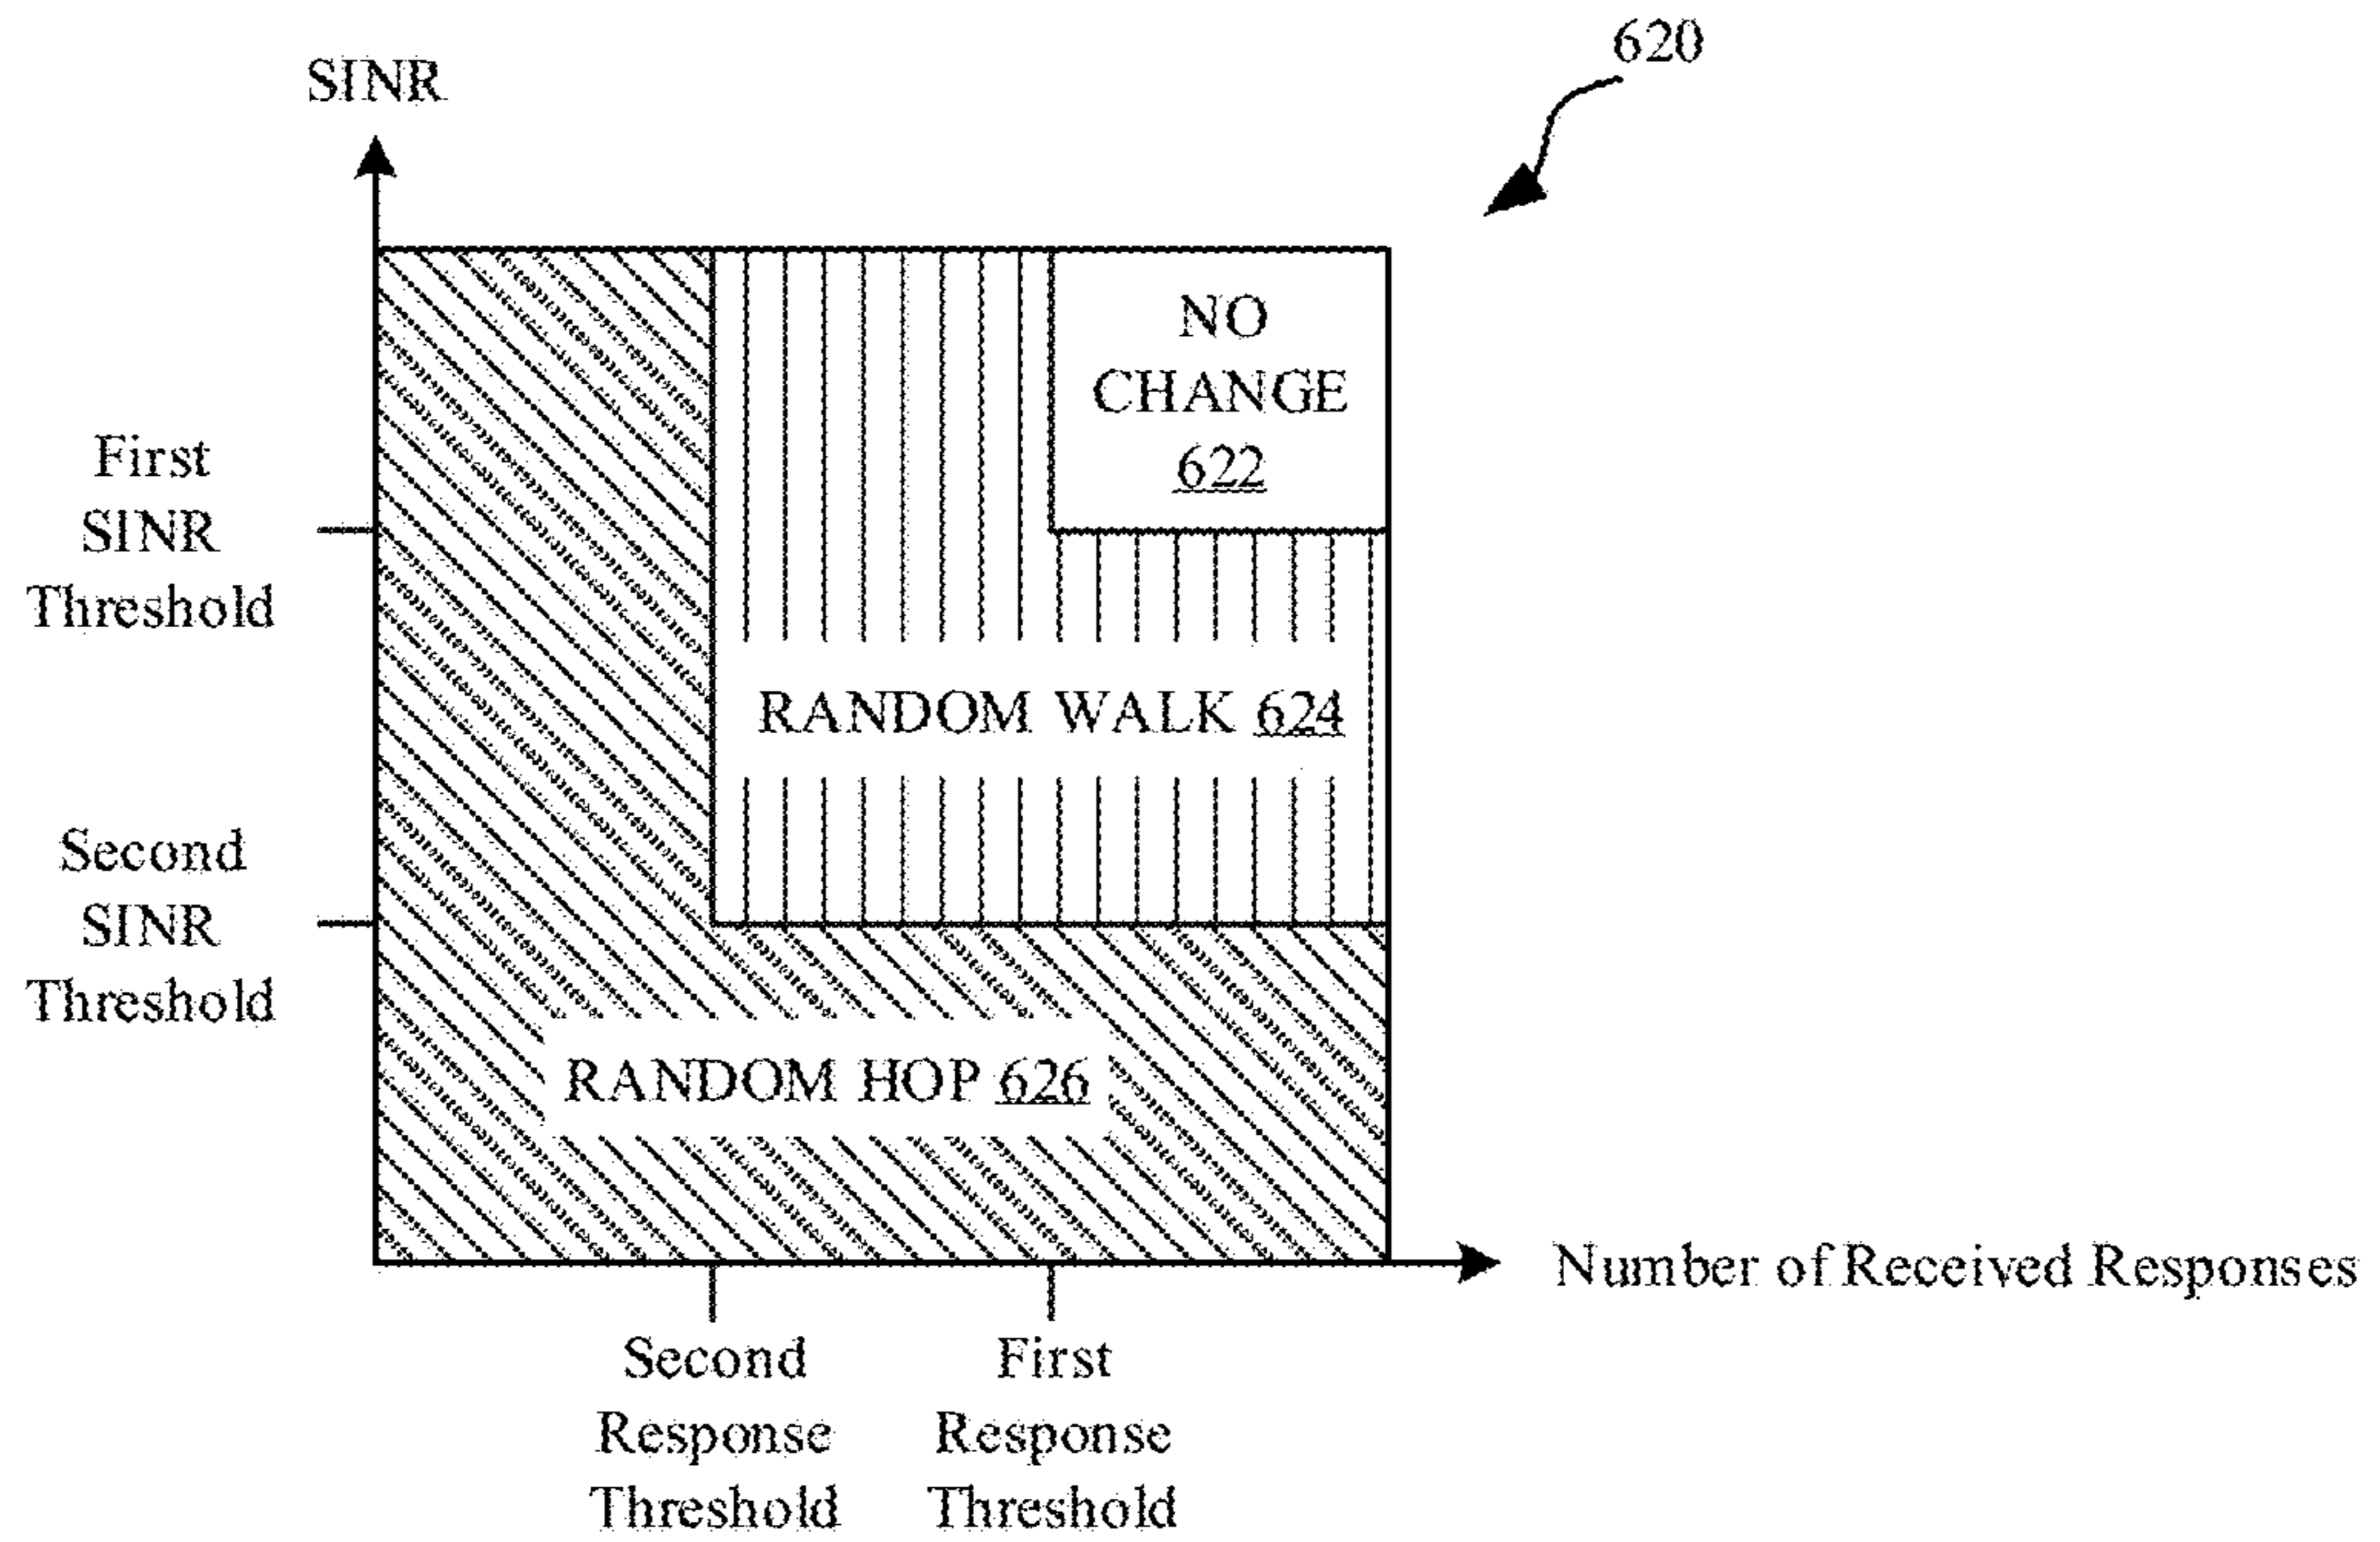 620
SINR
NO
CHANGE
622
First
SINR
Threshold
RANDOM WALK 624
Second
SINR
Threshold
RANDOM HOP 626
Number of Received Responses
Second
Response
Threshold
First
Response
Threshold